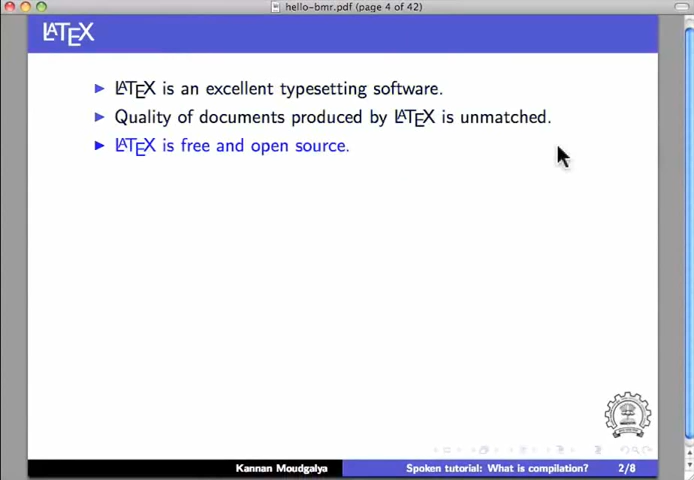 hello-bmr.pdf (page 4 of 42)
LATEX
LATEX is an excellent typesetting software.
Quality of documents produced by LATEX is unmatched.
LATEX is free and open source.
Kannan Moudgalya Spoken tutorial: What is compilation? 2/8